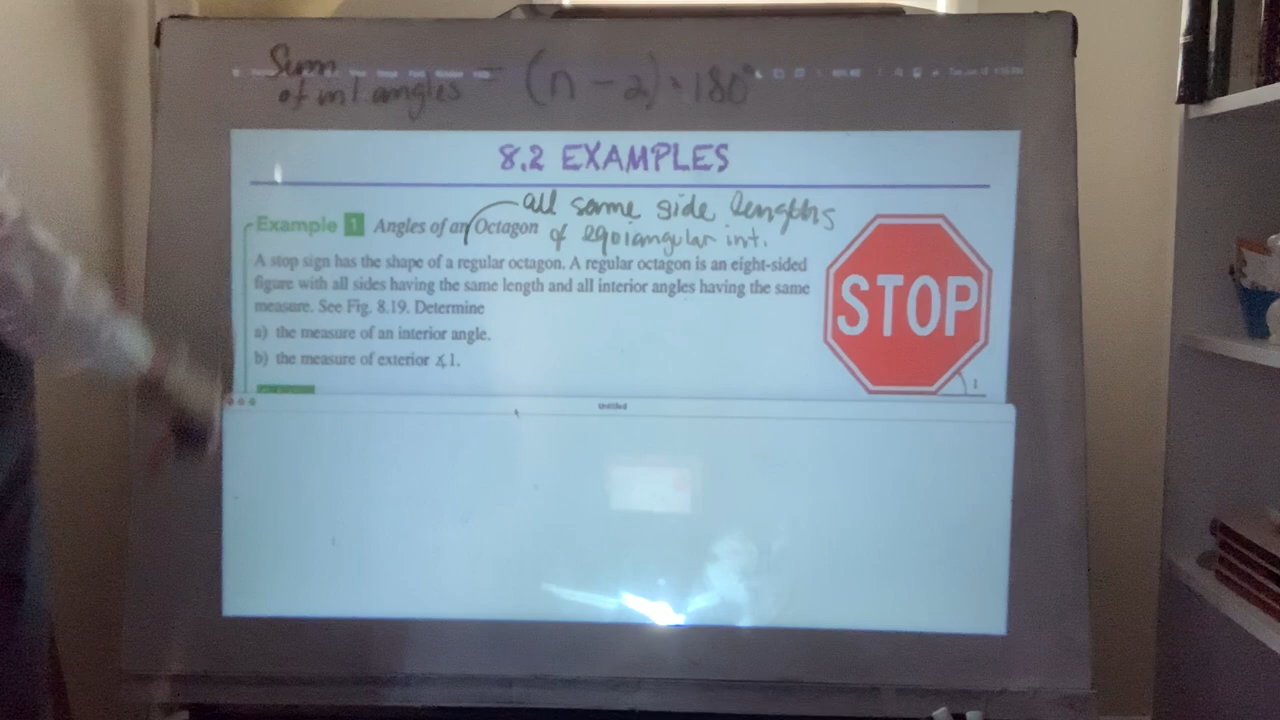 Sum
of int. angles = (n - 2) · 180°
8.2 EXAMPLES
all same side lengths
Example 1 Angles of an Octagon
& eqoiangular int.
A stop sign has the shape of a regular octagon. A regular octagon is an eight-sided
figure with all sides having the same length and all interior angles having the same
measure. See Fig. 8.19. Determine
a) the measure of an interior angle.
b) the measure of exterior ∡1.
STOP
1
Untitled